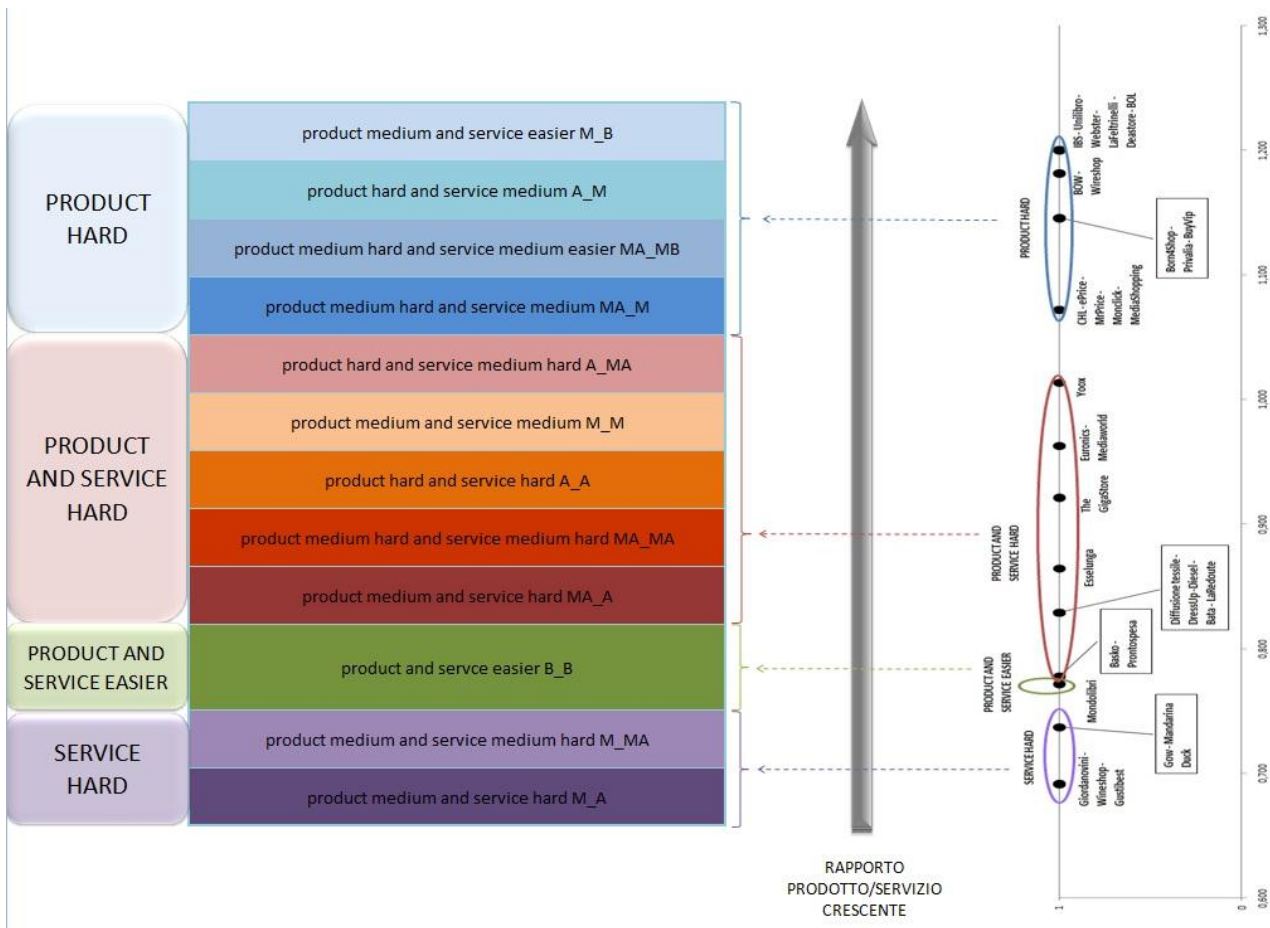 PRODUCT
HARD
PRODUCT
AND SERVICE
HARD
PRODUCT AND
SERVICE EASIER
SERVICE
HARD
product medium and service easier M_B
product hard and service medium A_M
product medium hard and service medium easier MA_MB
product medium hard and service medium MA_M
product hard and service medium hard A_MA
product medium and service medium M_M
product hard and service hard A_A
product medium hard and service medium hard MA_MA
product medium and service hard MA_A
product and servce easier B_B
product medium and service medium hard M_MA
product medium and service hard M_A
RAPPORTO
PRODOTTO/SERVIZIO
CRESCENTE
PRODUCT HARD
PRODUCT AND
SERVICE HARD
PRODUCT AND
SERVICE EASIER
SERVICE HARD
IBS - Unilibro -
Webster -
LaFeltrinelli -
Deastore - BOL
BOW -
Wireshop
Born4Shop -
Privalia - BuyVip
CHL - ePrice -
MrPrice -
Monclick -
MediaShopping
Yoox
Euronics -
Mediaworld
The
GigaStore
Esselunga
Diffusione tessile -
DressUp - Diesel -
Bata - LaRedoute
Basko -
Prontospesa
Mondolibri
Gow - Mandarina
Duck
Giordanovini -
Wineshop -
Gustibest
1,300
1,200
1,100
1,000
0,900
0,800
0,700
0,600
1
0